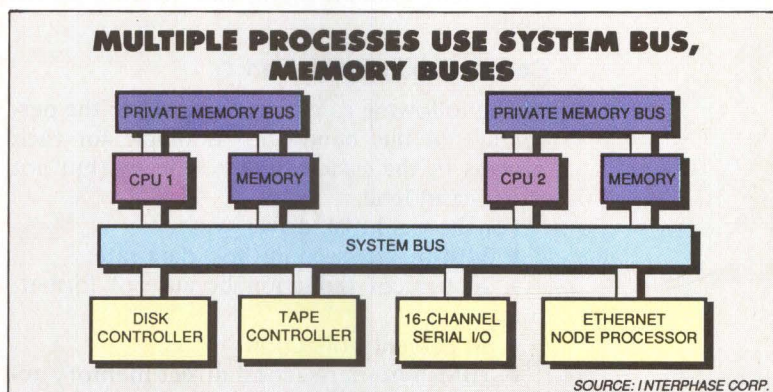 MULTIPLE PROCESSES USE SYSTEM BUS,
MEMORY BUSES
PRIVATE MEMORY BUS
PRIVATE MEMORY BUS
CPU 1
MEMORY
CPU 2
MEMORY
SYSTEM BUS
DISK
CONTROLLER
TAPE
CONTROLLER
16-CHANNEL
SERIAL I/O
ETHERNET
NODE PROCESSOR
SOURCE: INTERPHASE CORP.